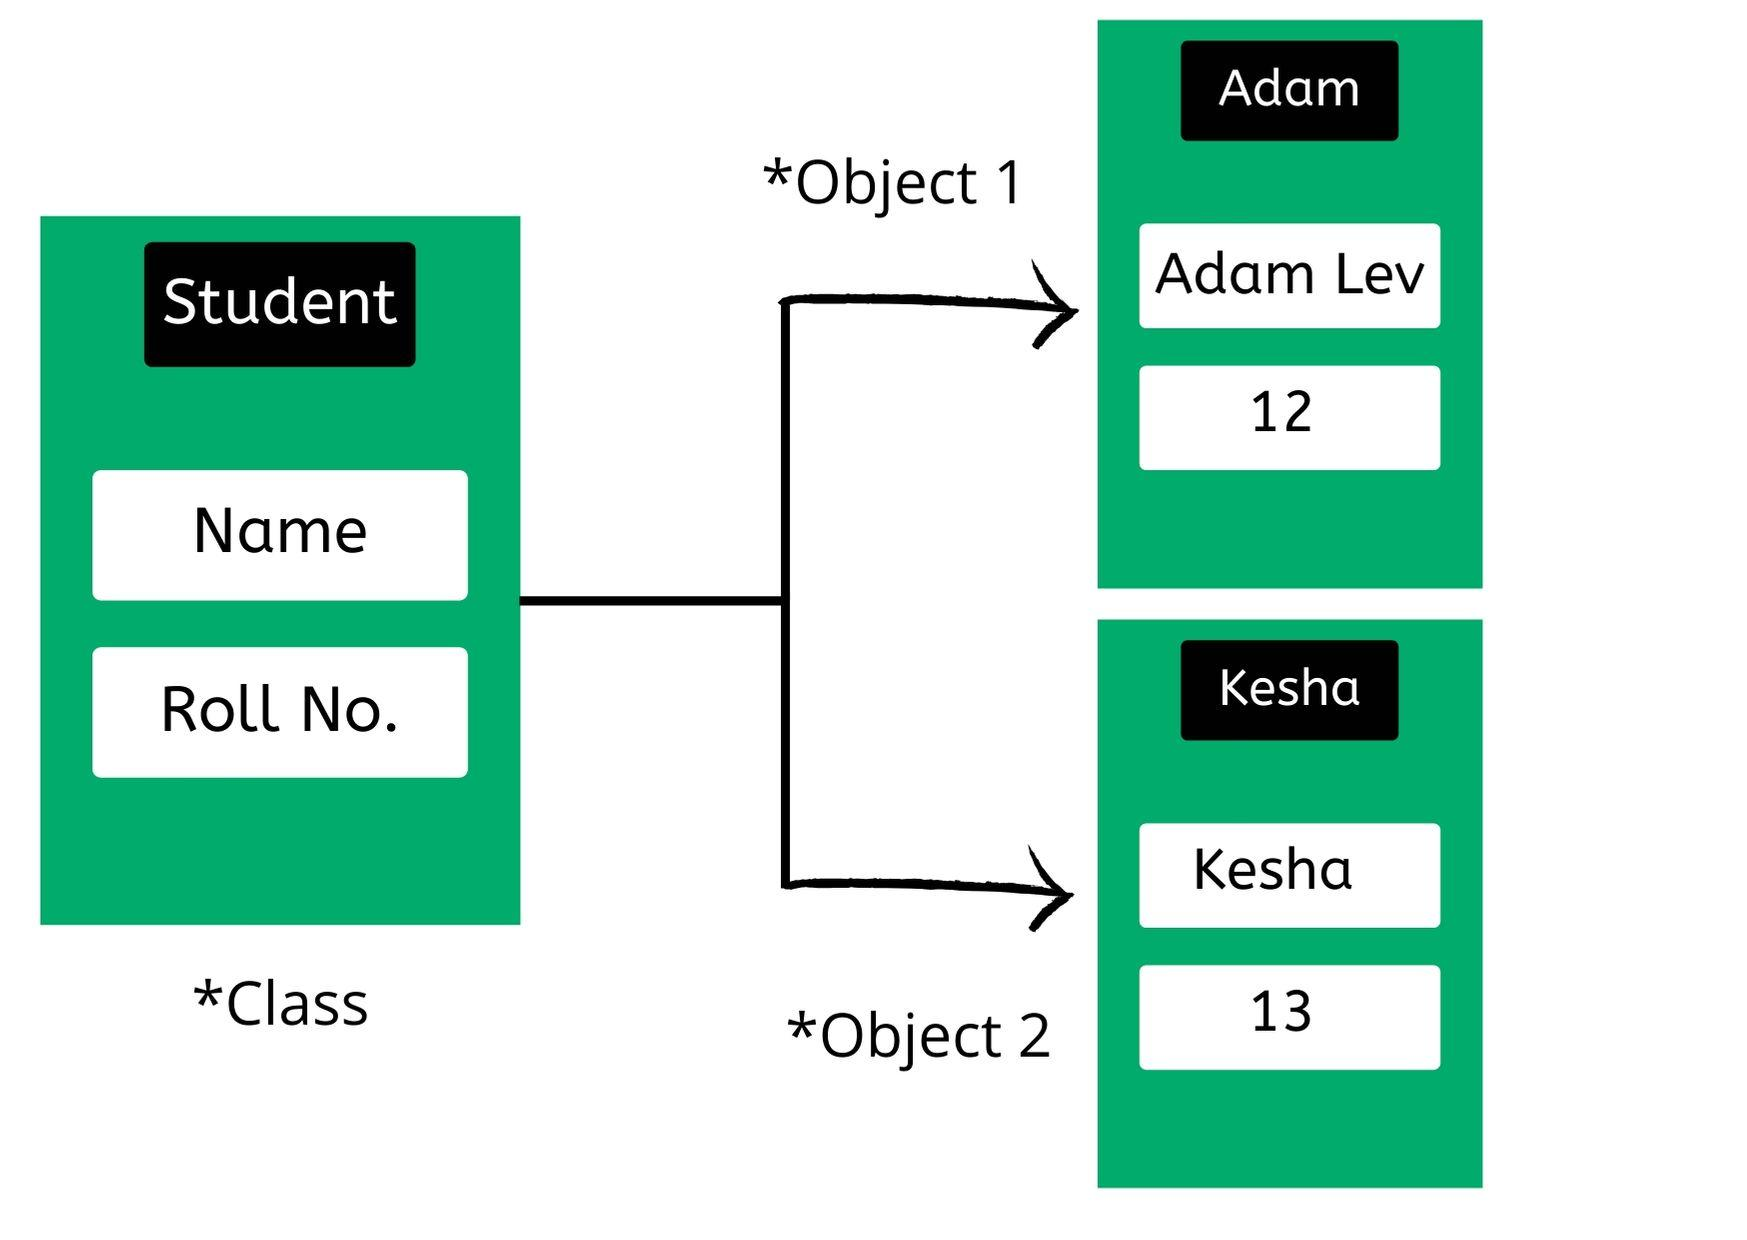 Student
Name
Roll No.
*Class
*Object 1
Adam
Adam Lev
12
*Object 2
Kesha
Kesha
13